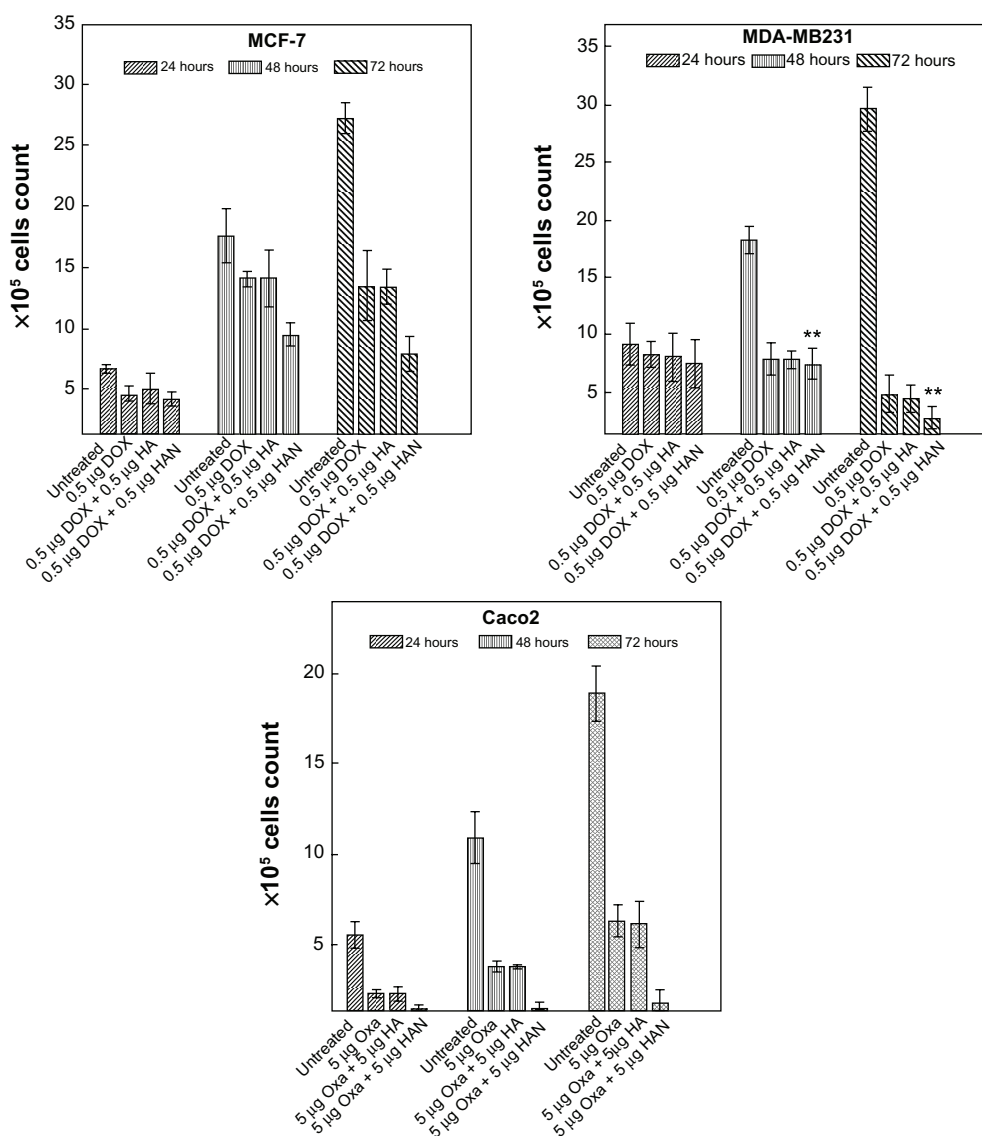 MCF-7
24 hours 48 hours 72 hours
×10⁵ cells count
35
30
25
20
15
10
5
Untreated
0.5 µg DOX
0.5 µg DOX + 0.5 µg HA
0.5 µg DOX + 0.5 µg HAN
Untreated
0.5 µg DOX
0.5 µg DOX + 0.5 µg HA
0.5 µg DOX + 0.5 µg HAN
Untreated
0.5 µg DOX
0.5 µg DOX + 0.5 µg HA
0.5 µg DOX + 0.5 µg HAN
MDA-MB231
24 hours 48 hours 72 hours
×10⁵ cells count
35
30
20
10
5
**
**
Untreated
0.5 µg DOX
0.5 µg DOX + 0.5 µg HA
0.5 µg DOX + 0.5 µg HAN
Untreated
0.5 µg DOX
0.5 µg DOX + 0.5 µg HA
0.5 µg DOX + 0.5 µg HAN
Untreated
0.5 µg DOX
0.5 µg DOX + 0.5 µg HA
0.5 µg DOX + 0.5 µg HAN
Caco2
24 hours 48 hours 72 hours
×10⁵ cells count
20
15
10
5
Untreated
5 µg Oxa
5 µg Oxa + 5 µg HA
5 µg Oxa + 5 µg HAN
Untreated
5 µg Oxa
5 µg Oxa + 5 µg HA
5 µg Oxa + 5 µg HAN
Untreated
5 µg Oxa
5 µg Oxa + 5 µg HA
5 µg Oxa + 5 µg HAN